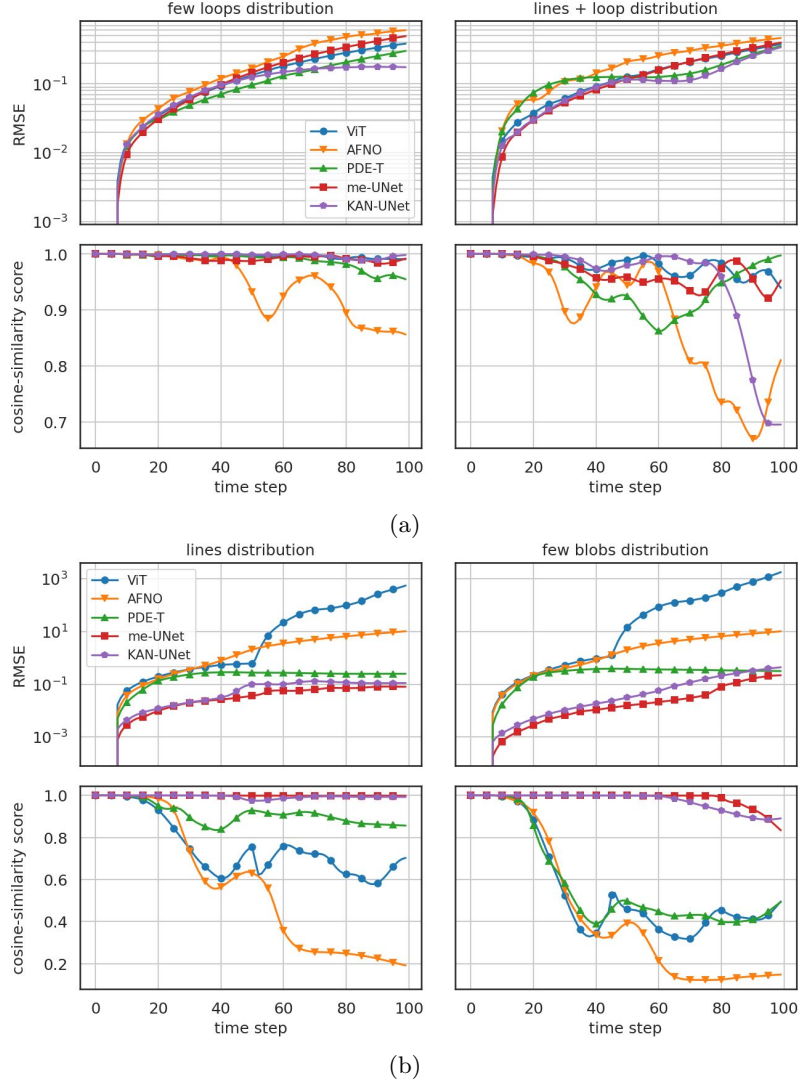 few loops distribution
lines + loop distribution
RMSE
10⁻¹
10⁻²
10⁻³
ViT
AFNO
PDE-T
me-UNet
KAN-UNet
10⁻¹
10⁻²
10⁻³
cosine-similarity score
1.0
0.9
0.8
0.7
0 20 40 60 80 100
time step
0 20 40 60 80 100
time step
(a)
lines distribution
few blobs distribution
RMSE
10³
10¹
10⁻¹
10⁻³
ViT
AFNO
PDE-T
me-UNet
KAN-UNet
cosine-similarity score
1.0
0.8
0.6
0.4
0.2
0 20 40 60 80 100
time step
0 20 40 60 80 100
time step
(b)